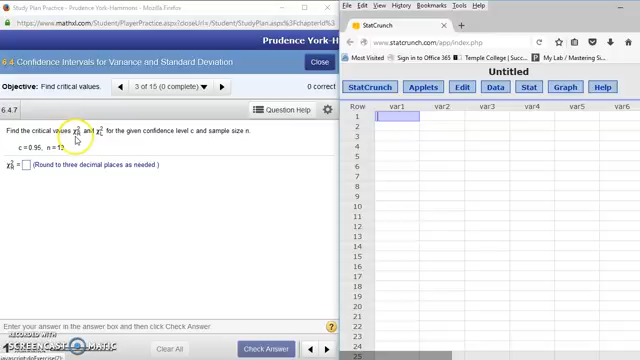 Study Plan Practice - Mozilla Firefox
https://www.mathxl.com/Student/PlayerPractice.aspx?closeUrl=/Student/StudyPlan.aspx%3FchapterId
Prudence York-H
6.4 Confidence Intervals for Variance and Standard Deviation
Close
Objective: Find critical values.
3 of 15 (0 complete)
0 correct
6.4.7
Question Help
Find the critical values χ²R and χ²L for the given confidence level c and sample size n.
c = 0.95, n =
χ²R = (Round to three decimal places as needed.)
Enter your answer in the answer box and then click Check Answer.
?
RECORDED WITH
SCREENCAST MATIC
Clear All
Check Answer
File Edit View History Bookmarks Tools Help
StatCrunch
www.statcrunch.com/app/index.php
Most Visited Sign in to Office 365 Temple College - ... My Lab / Mastering Si...
Untitled
StatCrunch Applets Edit Data Stat Graph Help
Row var1 var2 var3 var4 var5 var6
1
2
3
4
5
6
7
8
9
10
11
12
13
14
15
16
17
18
19
20
21
22
23
24
25